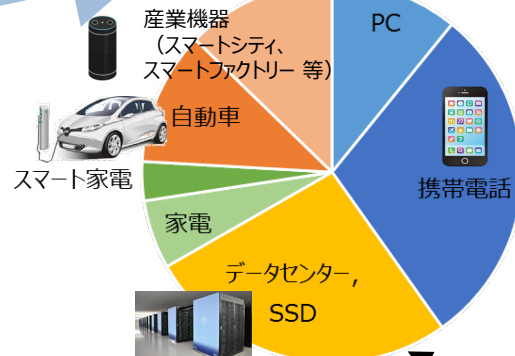 産業機器
（スマートシティ、
スマートファクトリー 等）
PC
自動車
スマート家電
携帯電話
家電
データセンター,
SSD